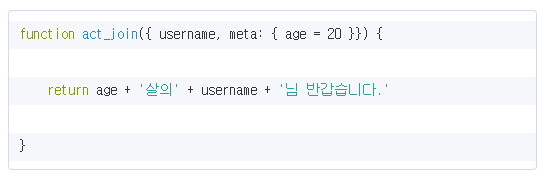 function act_join({ username, meta: { age = 20 }}) {
return age + '살의' + username + '님 반갑습니다.'
}